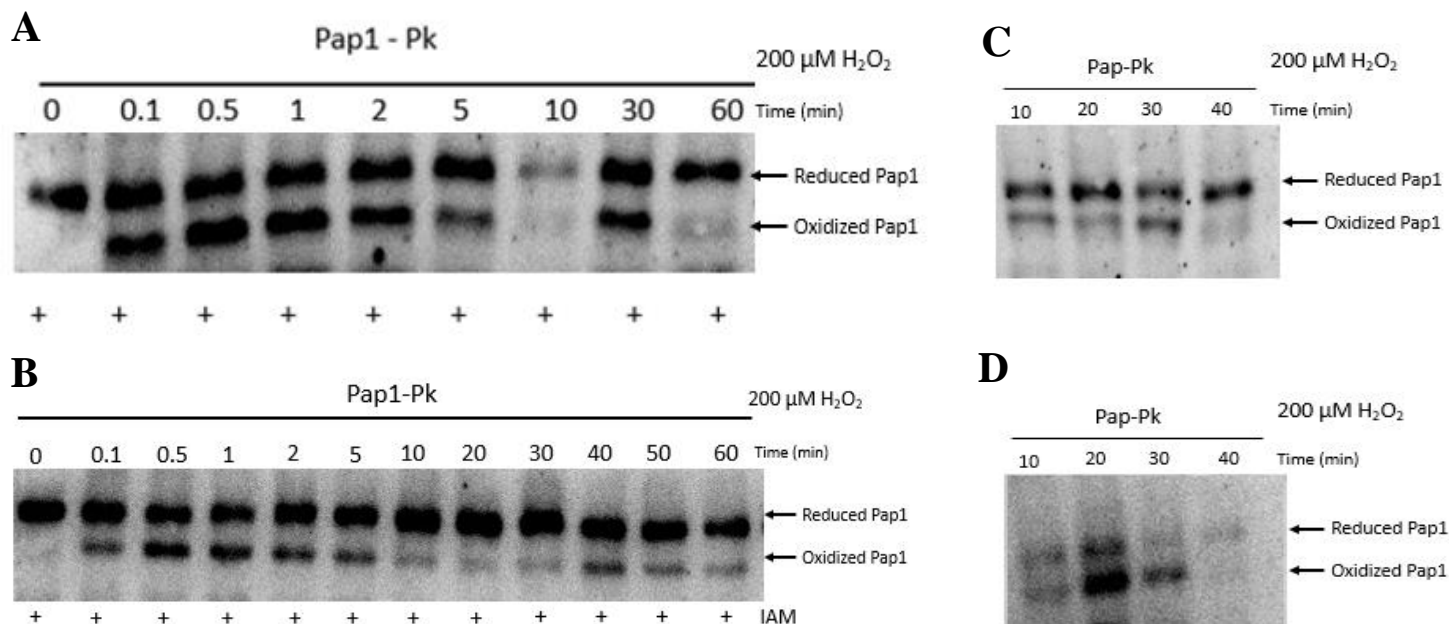 A
Pap1 - Pk
200 µM H₂O₂
0 0.1 0.5 1 2 5 10 30 60 Time (min)
Reduced Pap1
Oxidized Pap1
+ + + + + + + + +
B
Pap1-Pk
200 µM H₂O₂
0 0.1 0.5 1 2 5 10 20 30 40 50 60 Time (min)
Reduced Pap1
Oxidized Pap1
+ + + + + + + + + + + + IAM
C
Pap-Pk
200 µM H₂O₂
10 20 30 40 Time (min)
Reduced Pap1
Oxidized Pap1
D
Pap-Pk
200 µM H₂O₂
10 20 30 40 Time (min)
Reduced Pap1
Oxidized Pap1